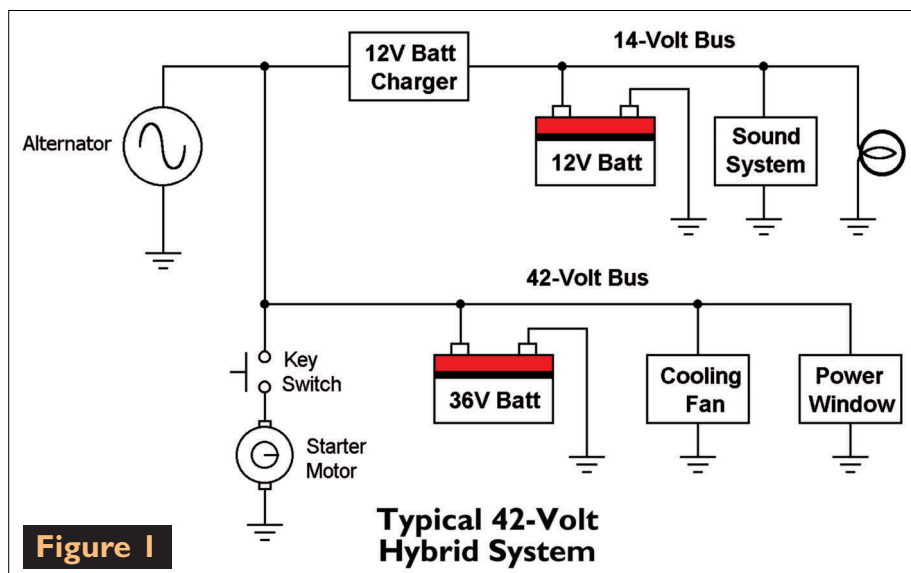 14-Volt Bus
12V Batt
Charger
Alternator
12V Batt
Sound
System
42-Volt Bus
Key
Switch
36V Batt
Cooling
Fan
Power
Window
Starter
Motor
Typical 42-Volt
Hybrid System
Figure 1